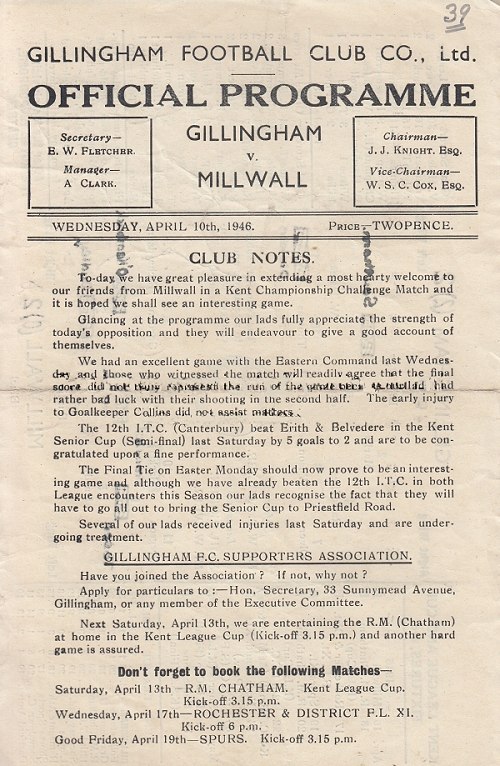 39
GILLINGHAM FOOTBALL CLUB CO., Ltd.
OFFICIAL PROGRAMME
Secretary—
E. W. FLETCHER.
Manager—
A CLARK.
GILLINGHAM
v.
MILLWALL
Chairman—
J. J. KNIGHT. ESQ.
Vice-Chairman—
W. S. C. COX, ESQ.
WEDNESDAY, APRIL 10th, 1946. PRICE—TWOPENCE.
CLUB NOTES.
To-day we have great pleasure in extending a most hearty welcome to
our friends from Millwall in a Kent Championship Challenge Match and
it is hoped we shall see an interesting game.
Glancing at the programme our lads fully appreciate the strength of
today's opposition and they will endeavour to give a good account of
themselves.
We had an excellent game with the Eastern Command last Wednes-
day and those who witnessed the match will readily agree that the final
score did not truly represent the run of the had
rather bad luck with their shooting in the second half. The early injury
to Goalkeeper Collins did not assist matters.
The 12th I.T.C. (Canterbury) beat Erith & Belvedere in the Kent
Senior Cup (Semi-final) last Saturday by 5 goals to 2 and are to be con-
gratulated upon a fine performance.
The Final Tie on Easter Monday should now prove to be an interest-
ing game and although we have already beaten the 12th I.T.C. in both
League encounters this Season our lads recognise the fact that they will
have to go all out to bring the Senior Cup to Priestfield Road.
Several of our lads received injuries last Saturday and are under-
going treatment.
GILLINGHAM F.C. SUPPORTERS ASSOCIATION.
Have you joined the Association ? If not, why not ?
Apply for particulars to :—Hon, Secretary, 33 Sunnymead Avenue,
Gillingham, or any member of the Executive Committee.
Next Saturday, April 13th, we are entertaining the R.M. (Chatham)
at home in the Kent League Cup (Kick-off 3.15 p.m.) and another hard
game is assured.
Don't forget to book the following Matches—
Saturday, April 13th—R.M. CHATHAM. Kent League Cup.
Kick-off 3.15 p.m.
Wednesday, April 17th—ROCHESTER & DISTRICT F.L. XI.
Kick-off 6 p.m.
Good Friday, April 19th—SPURS. Kick-off 3.15 p.m.